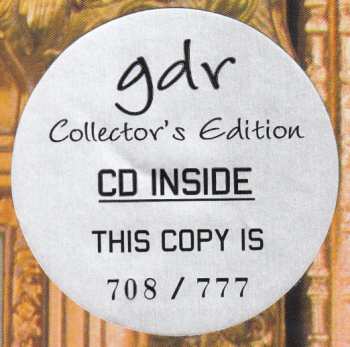 gdr
Collector's Edition
CD INSIDE
THIS COPY IS
708 / 777